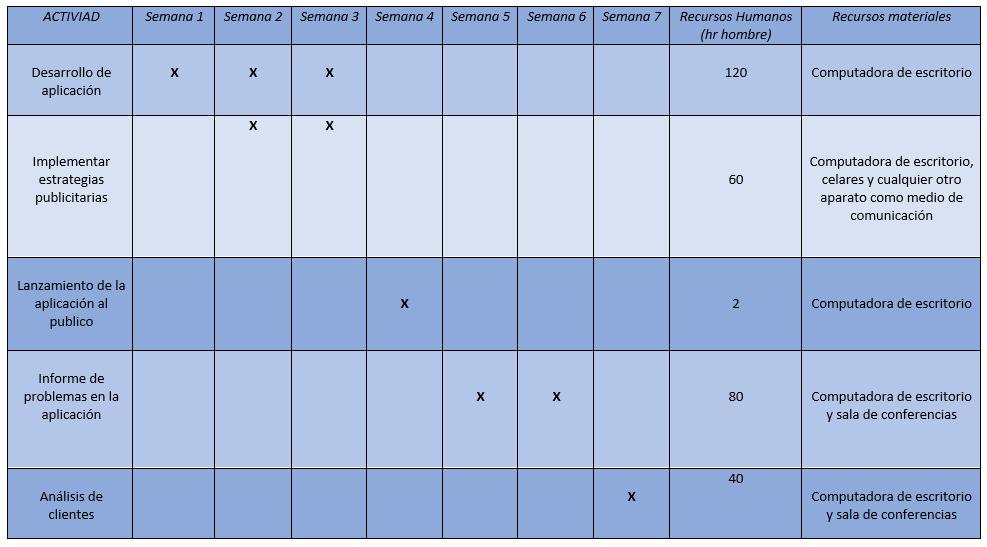 ACTIVIAD Semana 1 Semana 2 Semana 3 Semana 4 Semana 5 Semana 6 Semana 7 Recursos Humanos Recursos materiales
(hr hombre)
Desarrollo de
aplicación
X X X 120 Computadora de escritorio
X X
Implementar
estrategias
publicitarias
60
Computadora de escritorio,
celares y cualquier otro
aparato como medio de
comunicación
Lanzamiento de la
aplicación al
publico
X 2 Computadora de escritorio
Informe de
problemas en la
aplicación
X X 80
Computadora de escritorio
y sala de conferencias
Análisis de
clientes
X 40
Computadora de escritorio
y sala de conferencias